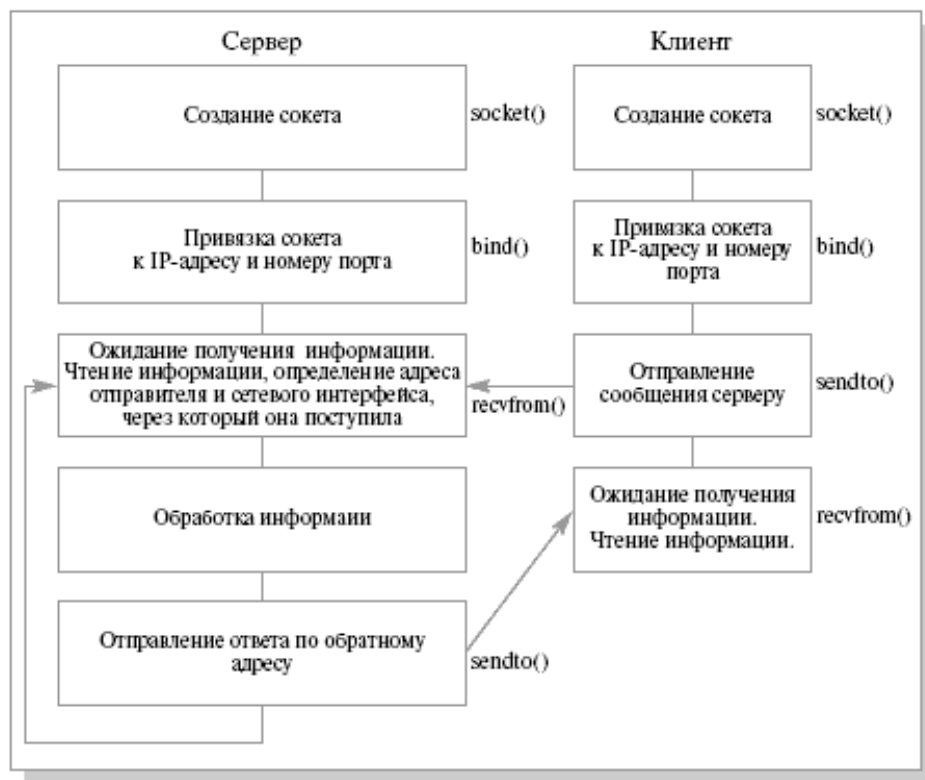 Сервер
Клиент
Создание сокета
socket()
Создание сокета
socket()
Привязка сокета
к IP-адресу и номеру порта
bind()
Привязка сокета
к IP-адресу и номеру
порта
bind()
Ожидание получения информации.
Чтение информации, определение адреса
отправителя и сетевого интерфейса,
через который она поступила
recvfrom()
Отправление
сообщения серверу
sendto()
Обработка информаии
Ожидание получения
информации.
Чтение информации.
recvfrom()
Отправление ответа по обратному
адресу
sendto()